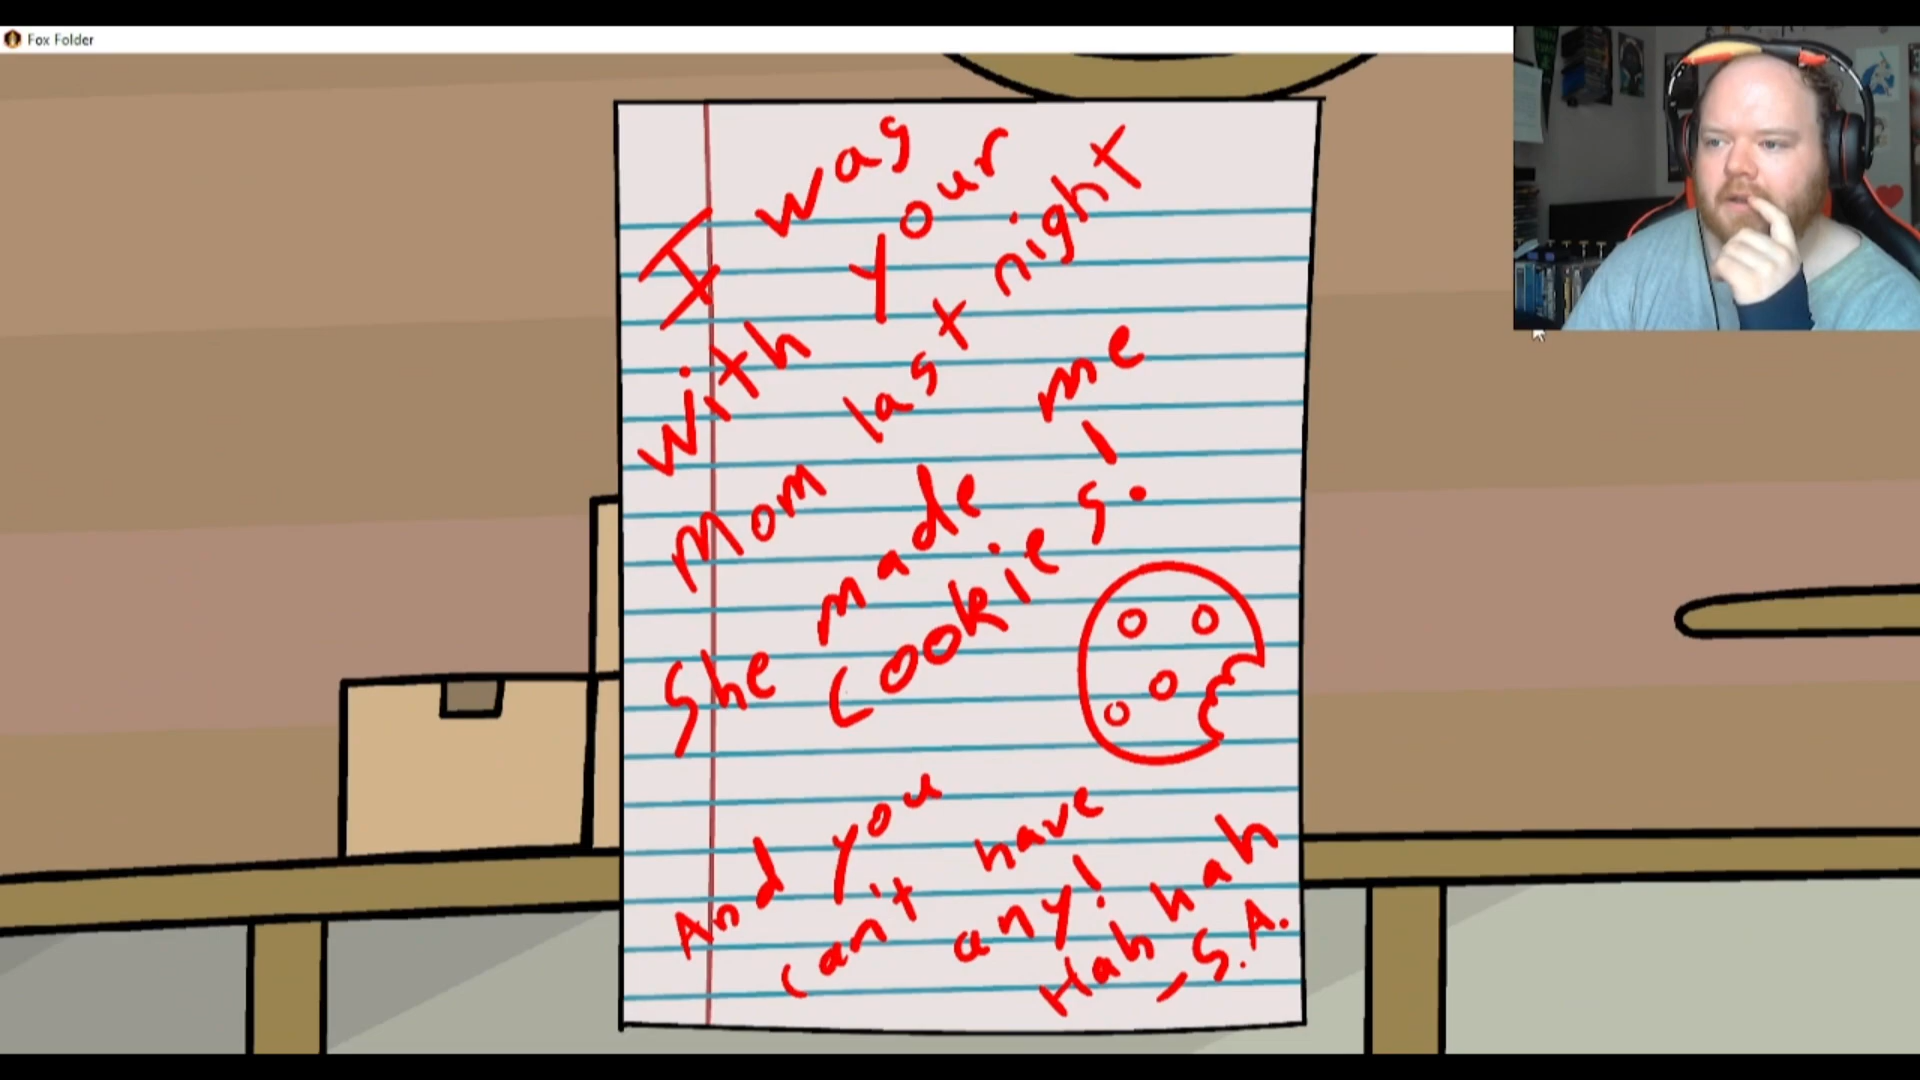 Fox Folder
I was
with your
Mom last night
She made me
cookies!
And you
can't have
any!
Hah hah
-S.A.